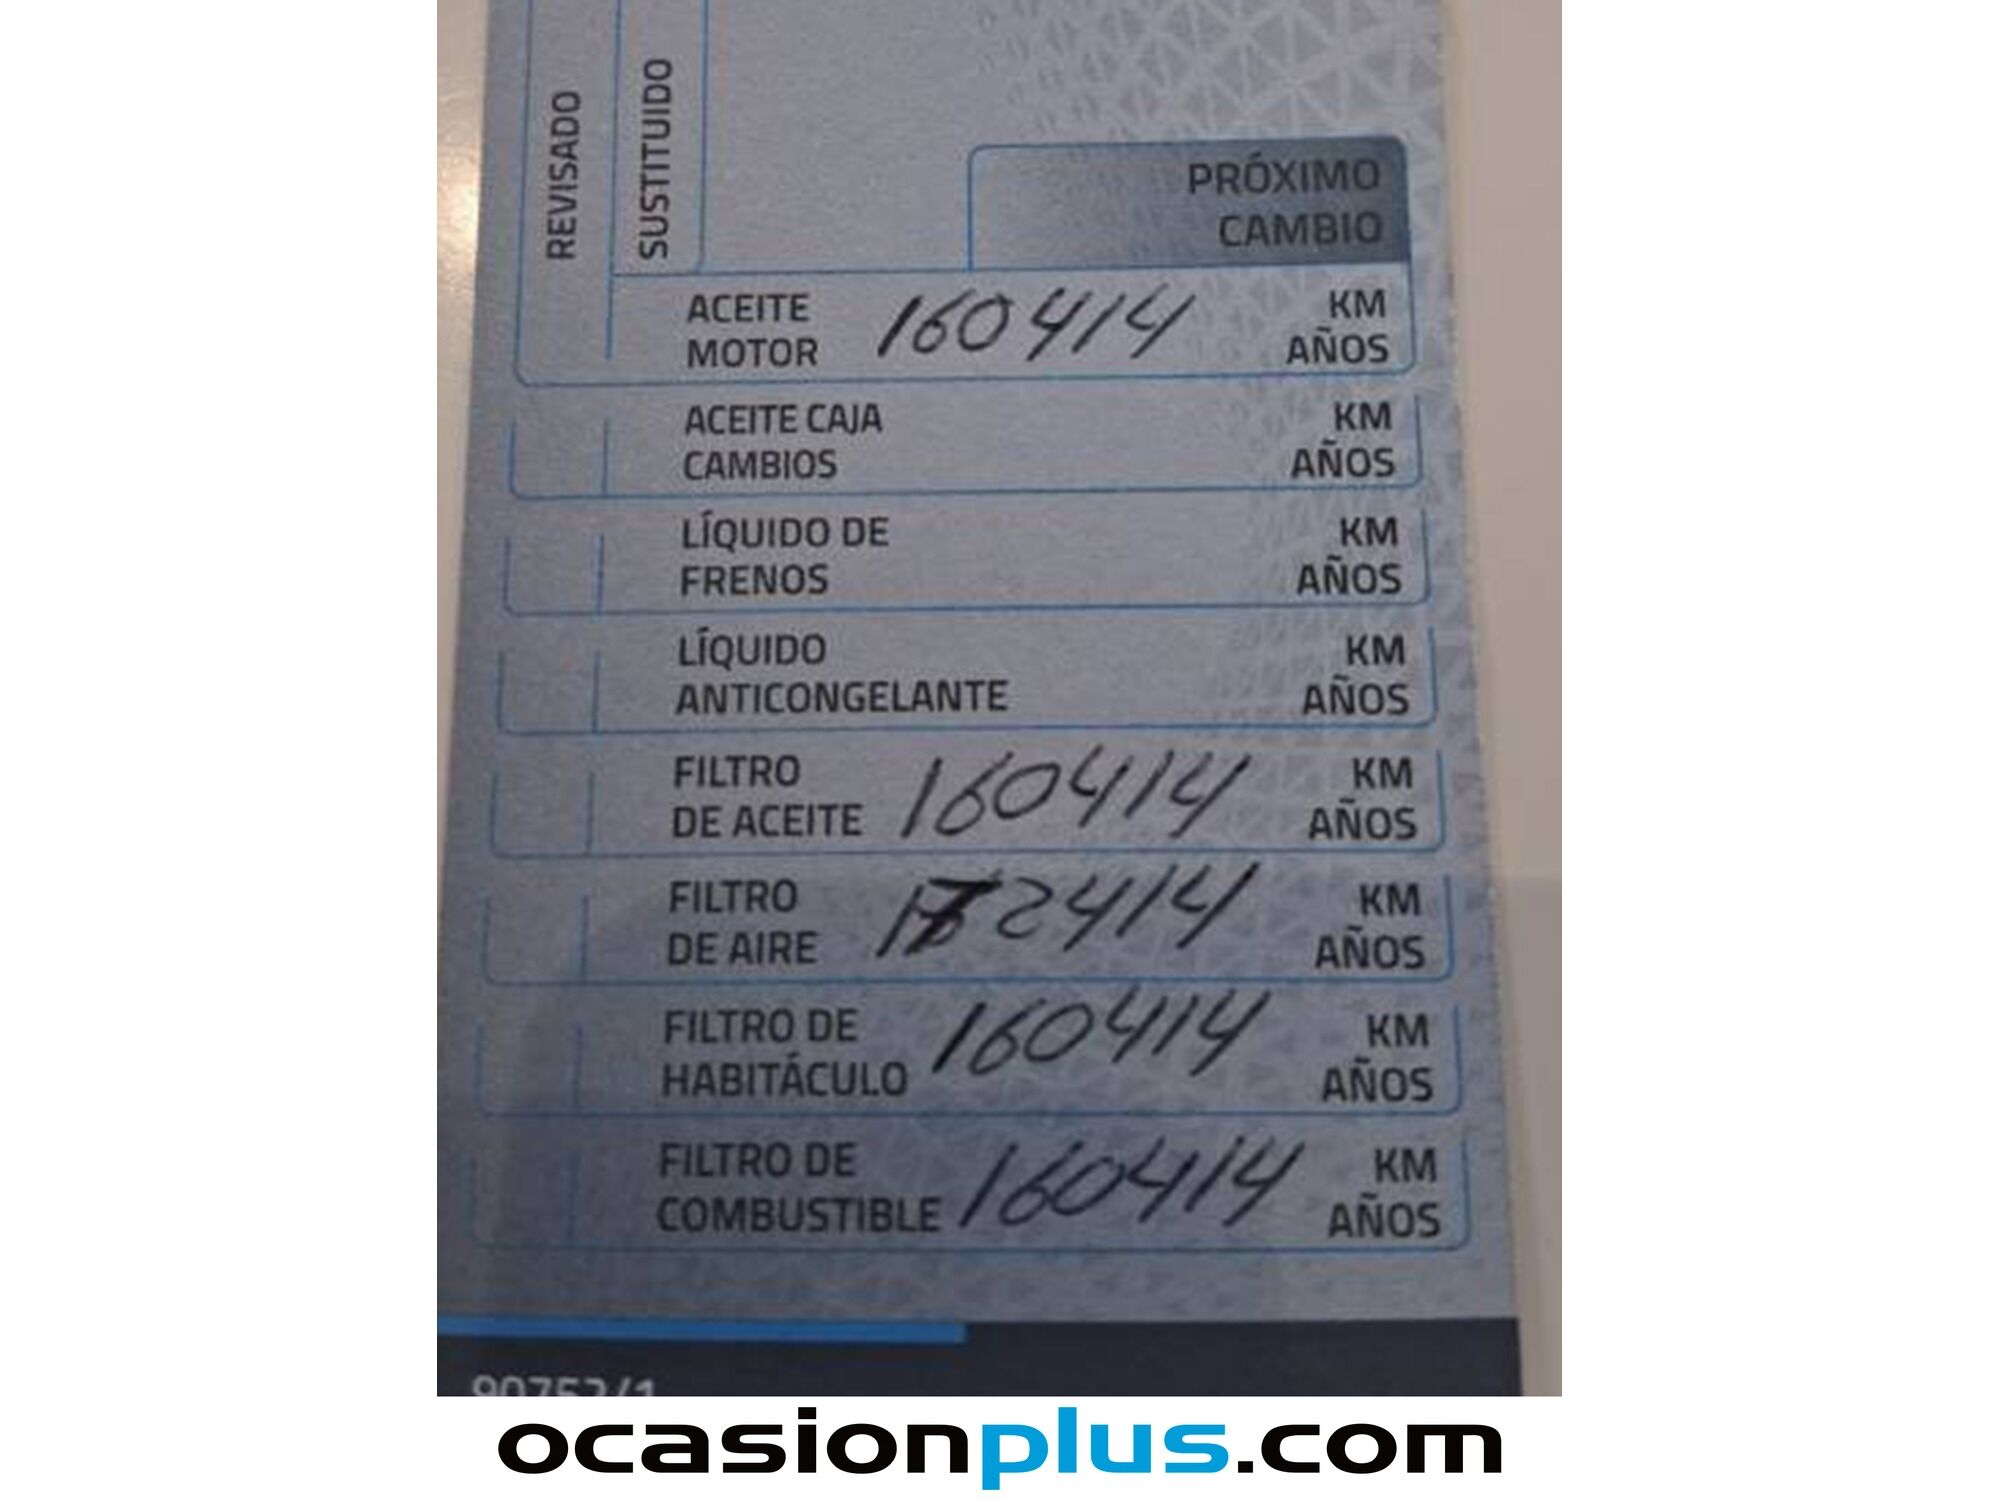 REVISADO
SUSTITUIDO
PRÓXIMO
CAMBIO
ACEITE
MOTOR
160414
KM
AÑOS
ACEITE CAJA
CAMBIOS
KM
AÑOS
LÍQUIDO DE
FRENOS
KM
AÑOS
LÍQUIDO
ANTICONGELANTE
KM
AÑOS
FILTRO
DE ACEITE
160414
KM
AÑOS
FILTRO
DE AIRE
172414
KM
AÑOS
FILTRO DE
HABITÁCULO
160414
KM
AÑOS
FILTRO DE
COMBUSTIBLE
160414
KM
AÑOS
ocasionplus.com